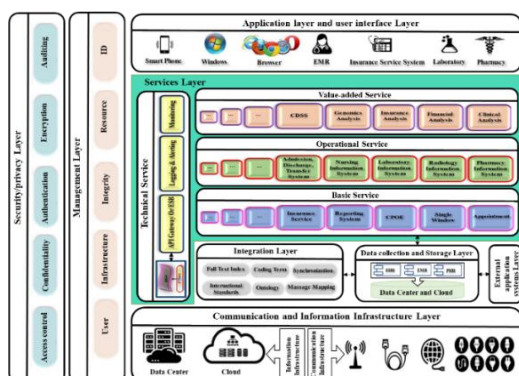 Application layer and user interface Layer
Smart Phone
Windows
Browser
EMR
Insurance Service System
Laboratory
Pharmacy
Security/privacy Layer
Auditing
Encryption
Authentication
Confidentiality
Access control
Management Layer
ID
Resource
Integrity
Infrastructure
User
Services Layer
Technical Service
Monitoring
Logging & Alerting
API Gateway Or ESB
Value-added Service
...
CDSS
Genomics Analysis
Insurance Analysis
Financial Analysis
Clinical Analysis
Operational Service
...
Admission, Discharge, Transfer System
Nursing Information System
Laboratory Information System
Radiology Information System
Pharmacy Information System
Basic Service
...
Insurance Service
Reporting System
CPOE
Single Window
Appointment
Integration Layer
Full Text Index
Coding Term
Synchronization
International Standards
Ontology
Massage Mapping
Data collection and Storage Layer
Data Center and Cloud
External application systems Layer
Communication and Information Infrastructure Layer
Data Center
Cloud
Information Infrastructure
Communication Infrastructure